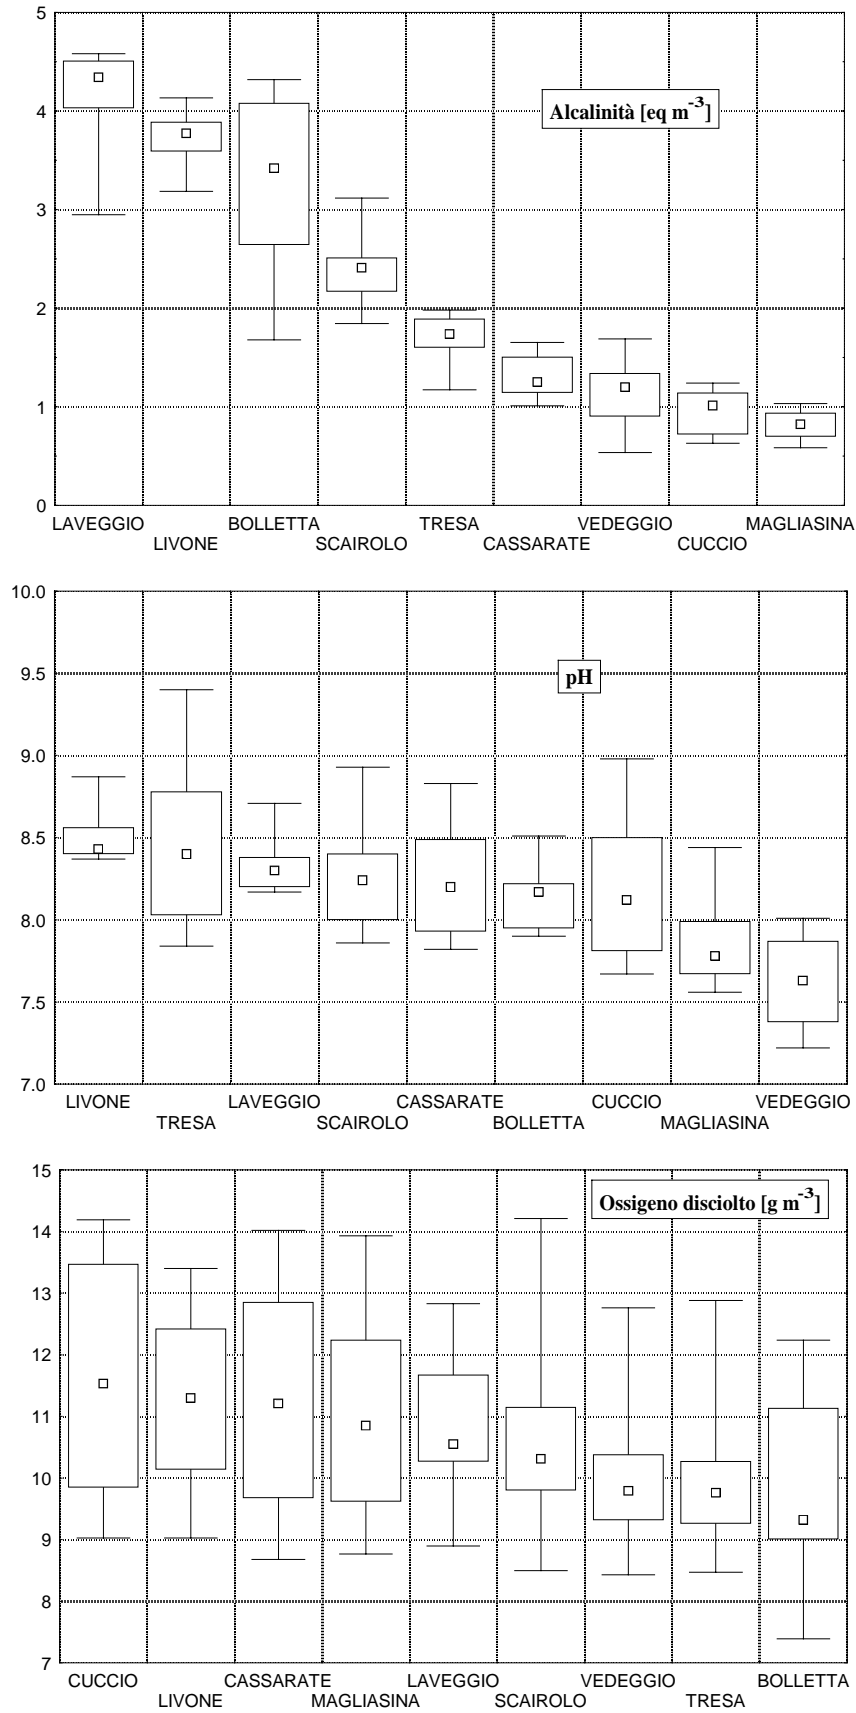 5
Alcalinità [eq m-3]
4
3
2
1
0
LAVEGGIO BOLLETTA TRESA VEDEGGIO MAGLIASINA
LIVONE SCAIROLO CASSARATE CUCCIO
10.0
9.5
pH
9.0
8.5
8.0
7.5
7.0
LIVONE LAVEGGIO CASSARATE CUCCIO VEDEGGIO
TRESA SCAIROLO BOLLETTA MAGLIASINA
15
Ossigeno disciolto [g m-3]
14
13
12
11
10
9
8
7
CUCCIO CASSARATE LAVEGGIO VEDEGGIO BOLLETTA
LIVONE MAGLIASINA SCAIROLO TRESA